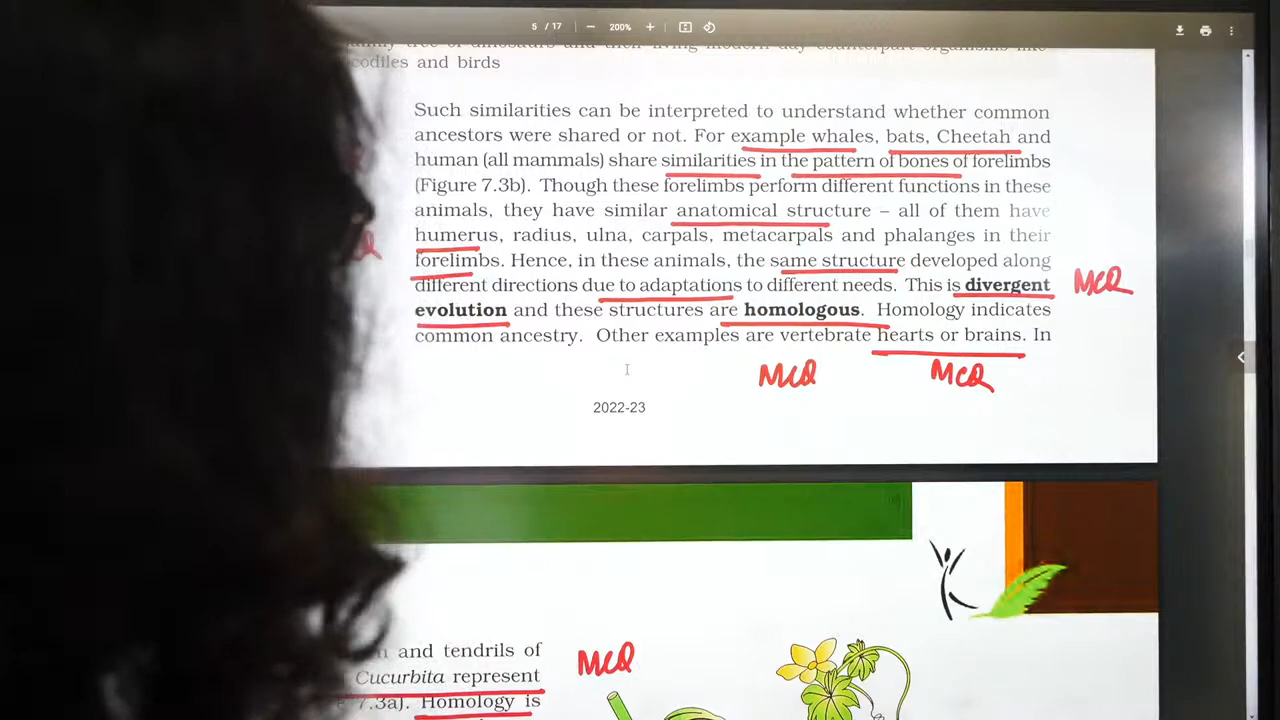 5 / 17
200%
codiles and birds
Such similarities can be interpreted to understand whether common
ancestors were shared or not. For example whales, bats, Cheetah and
human (all mammals) share similarities in the pattern of bones of forelimbs
(Figure 7.3b). Though these forelimbs perform different functions in these
animals, they have similar anatomical structure – all of them have
humerus, radius, ulna, carpals, metacarpals and phalanges in their
forelimbs. Hence, in these animals, the same structure developed along
different directions due to adaptations to different needs. This is divergent MCQ
evolution and these structures are homologous. Homology indicates
common ancestry. Other examples are vertebrate hearts or brains. In
MCQ MCQ
2022-23
and tendrils of MCQ
Cucurbita represent
7.3a). Homology is